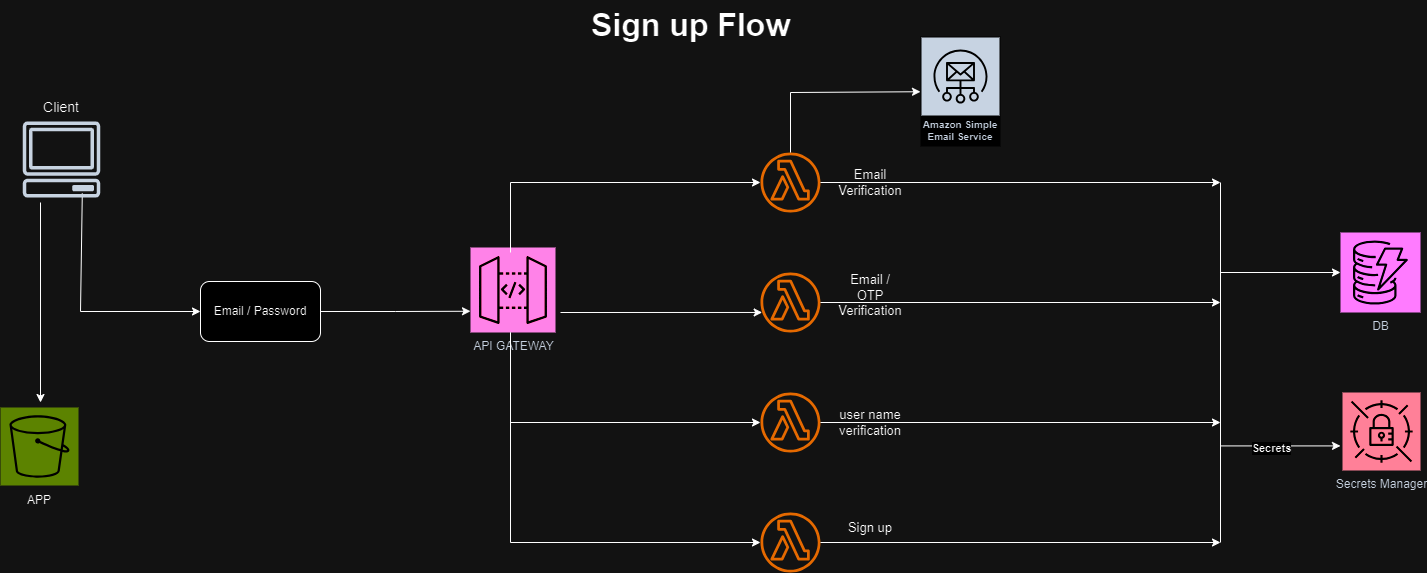 Sign up Flow
Client
Amazon Simple
Email Service
Email
Verification
Email /
OTP
Verification
Email / Password
API GATEWAY
DB
user name
verification
Secrets
Secrets Manager
APP
Sign up